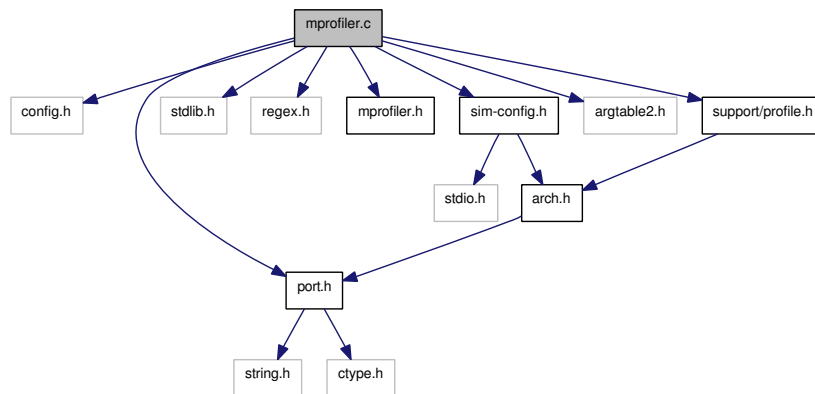 mprofiler.c
config.h
stdlib.h
regex.h
mprofiler.h
sim-config.h
argtable2.h
support/profile.h
stdio.h
arch.h
port.h
string.h
ctype.h